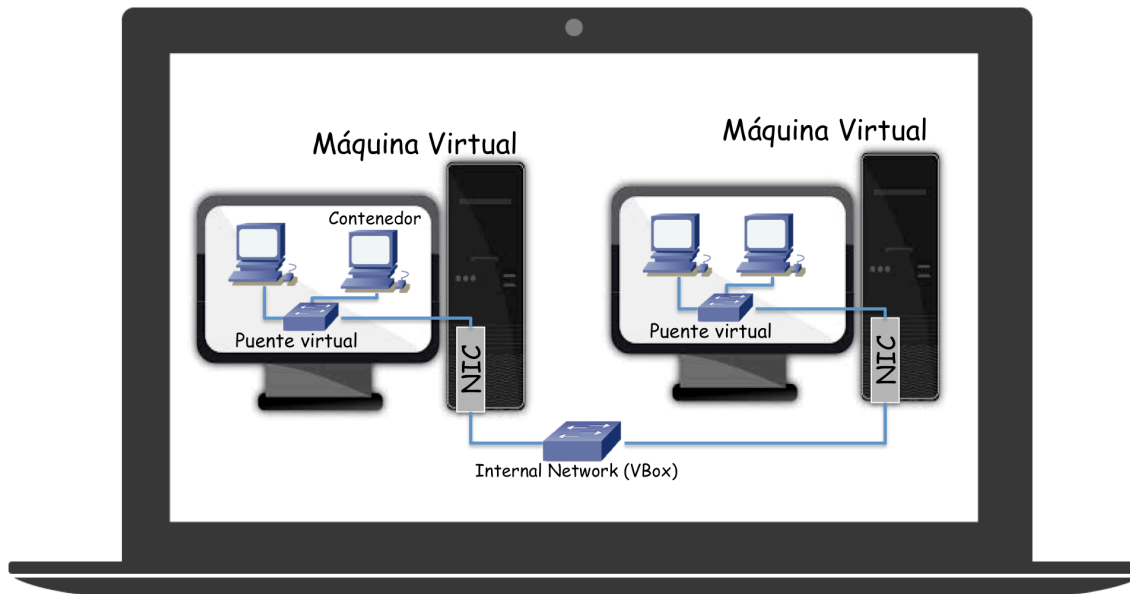 Máquina Virtual
Contenedor
Puente virtual
NIC
Máquina Virtual
Puente virtual
NIC
Internal Network (VBox)